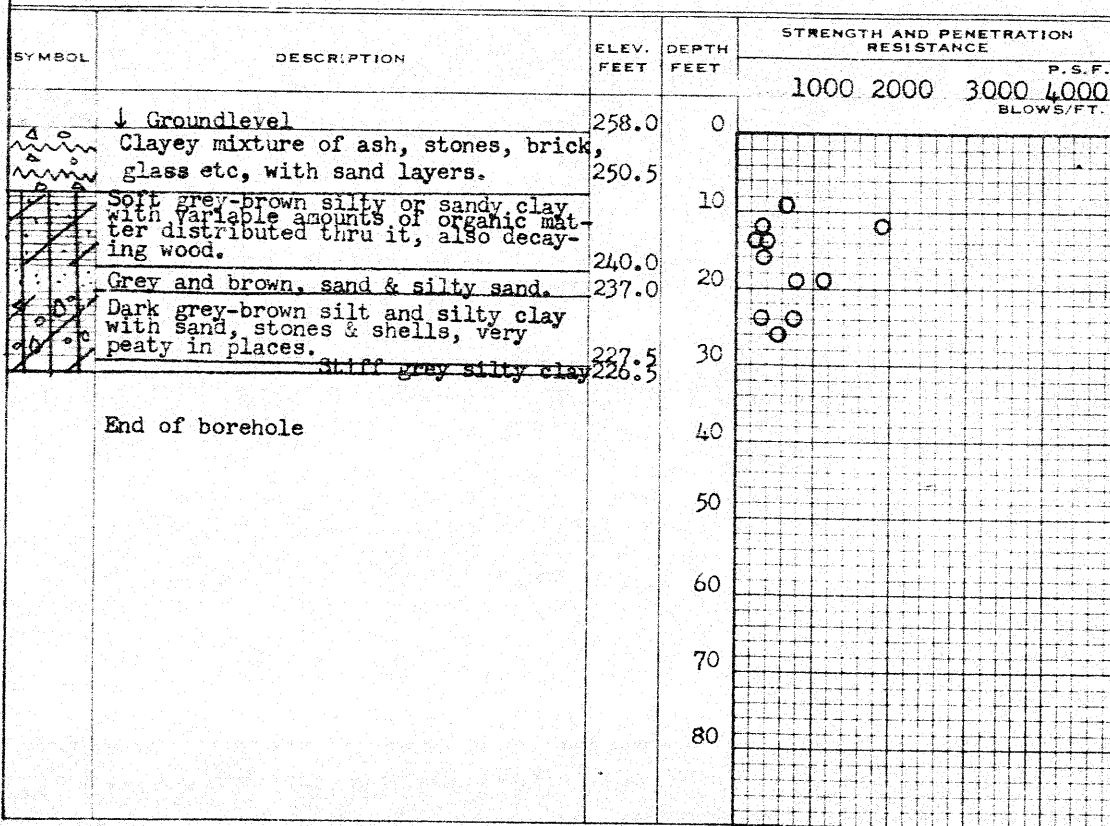 SYMBOL
DESCRIPTION
ELEV. FEET
DEPTH FEET
STRENGTH AND PENETRATION
RESISTANCE
P.S.F.
1000 2000 3000 4000
BLOWS/FT.
↓ Groundlevel 258.0 0
Clayey mixture of ash, stones, brick,
glass etc, with sand layers. 250.5
10
Soft grey-brown silty or sandy clay
with variable amounts of organic mat-
ter distributed thru it, also decay-
ing wood. 240.0
20
Grey and brown, sand & silty sand. 237.0
Dark grey-brown silt and silty clay
with sand, stones & shells, very
peaty in places. 227.5
30
Stiff grey silty clay 226.5
End of borehole
40
50
60
70
80